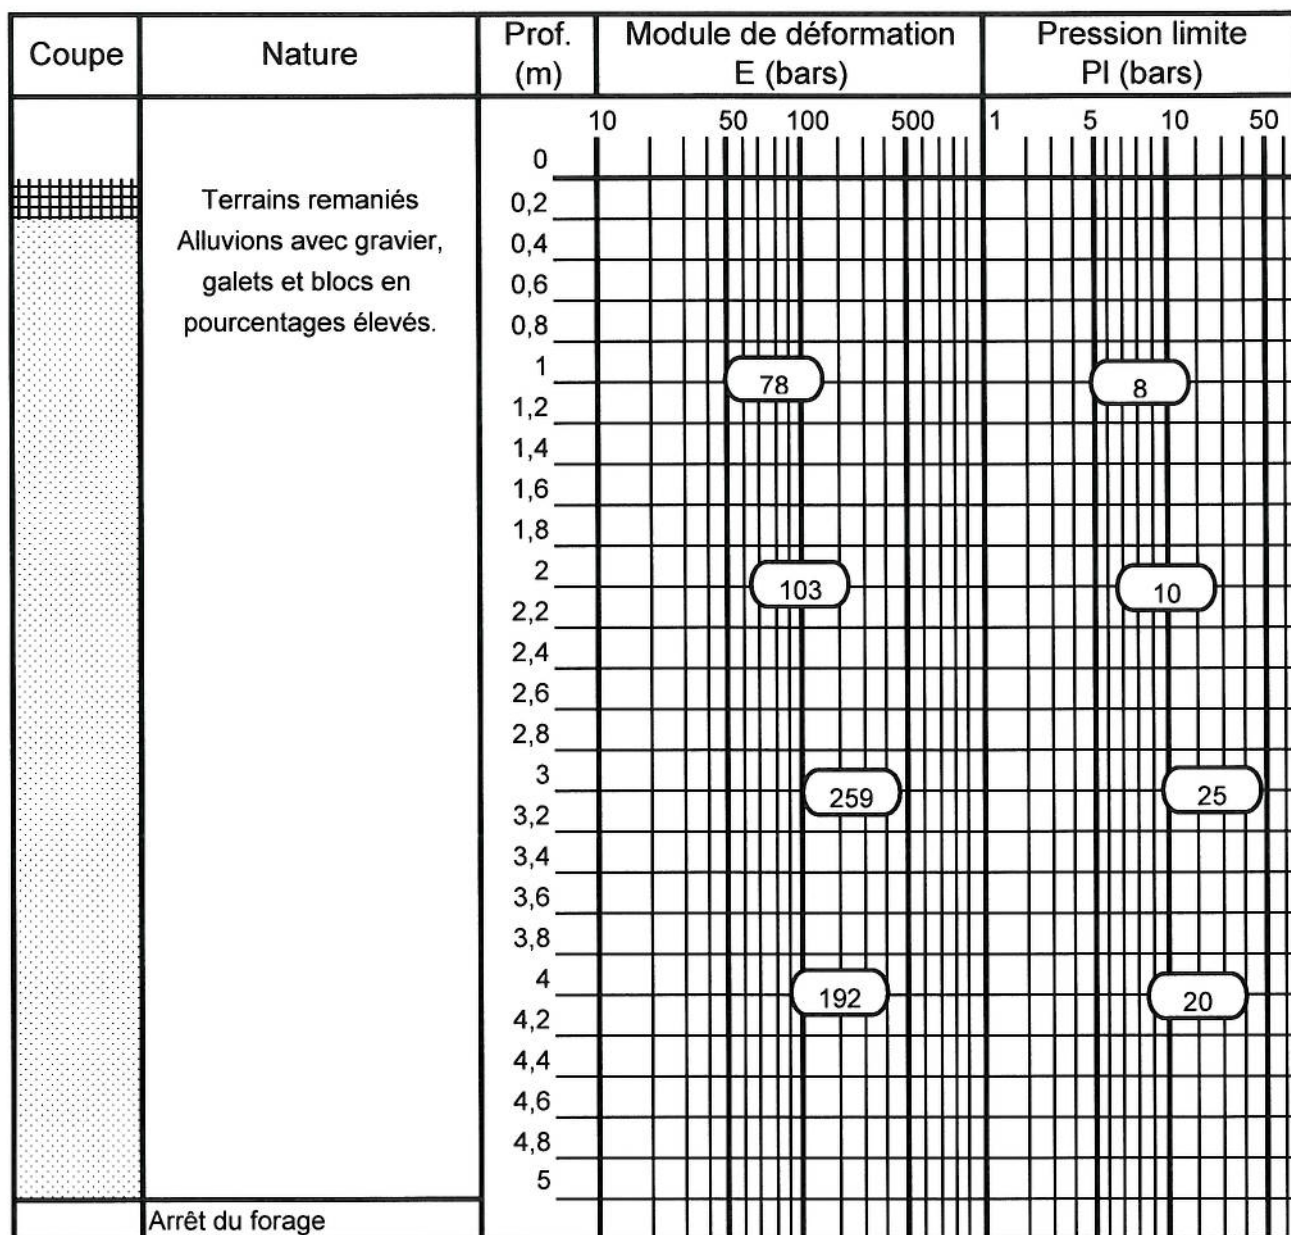 Coupe
Nature
Prof.
(m)
Module de déformation
E (bars)
Pression limite
Pl (bars)
10 50 100 500 1 5 10 50
0
Terrains remaniés
0,2
Alluvions avec gravier,
0,4
galets et blocs en
0,6
pourcentages élevés.
0,8
1
78
8
1,2
1,4
1,6
1,8
2
103
10
2,2
2,4
2,6
2,8
3
259
25
3,2
3,4
3,6
3,8
4
192
20
4,2
4,4
4,6
4,8
5
Arrêt du forage